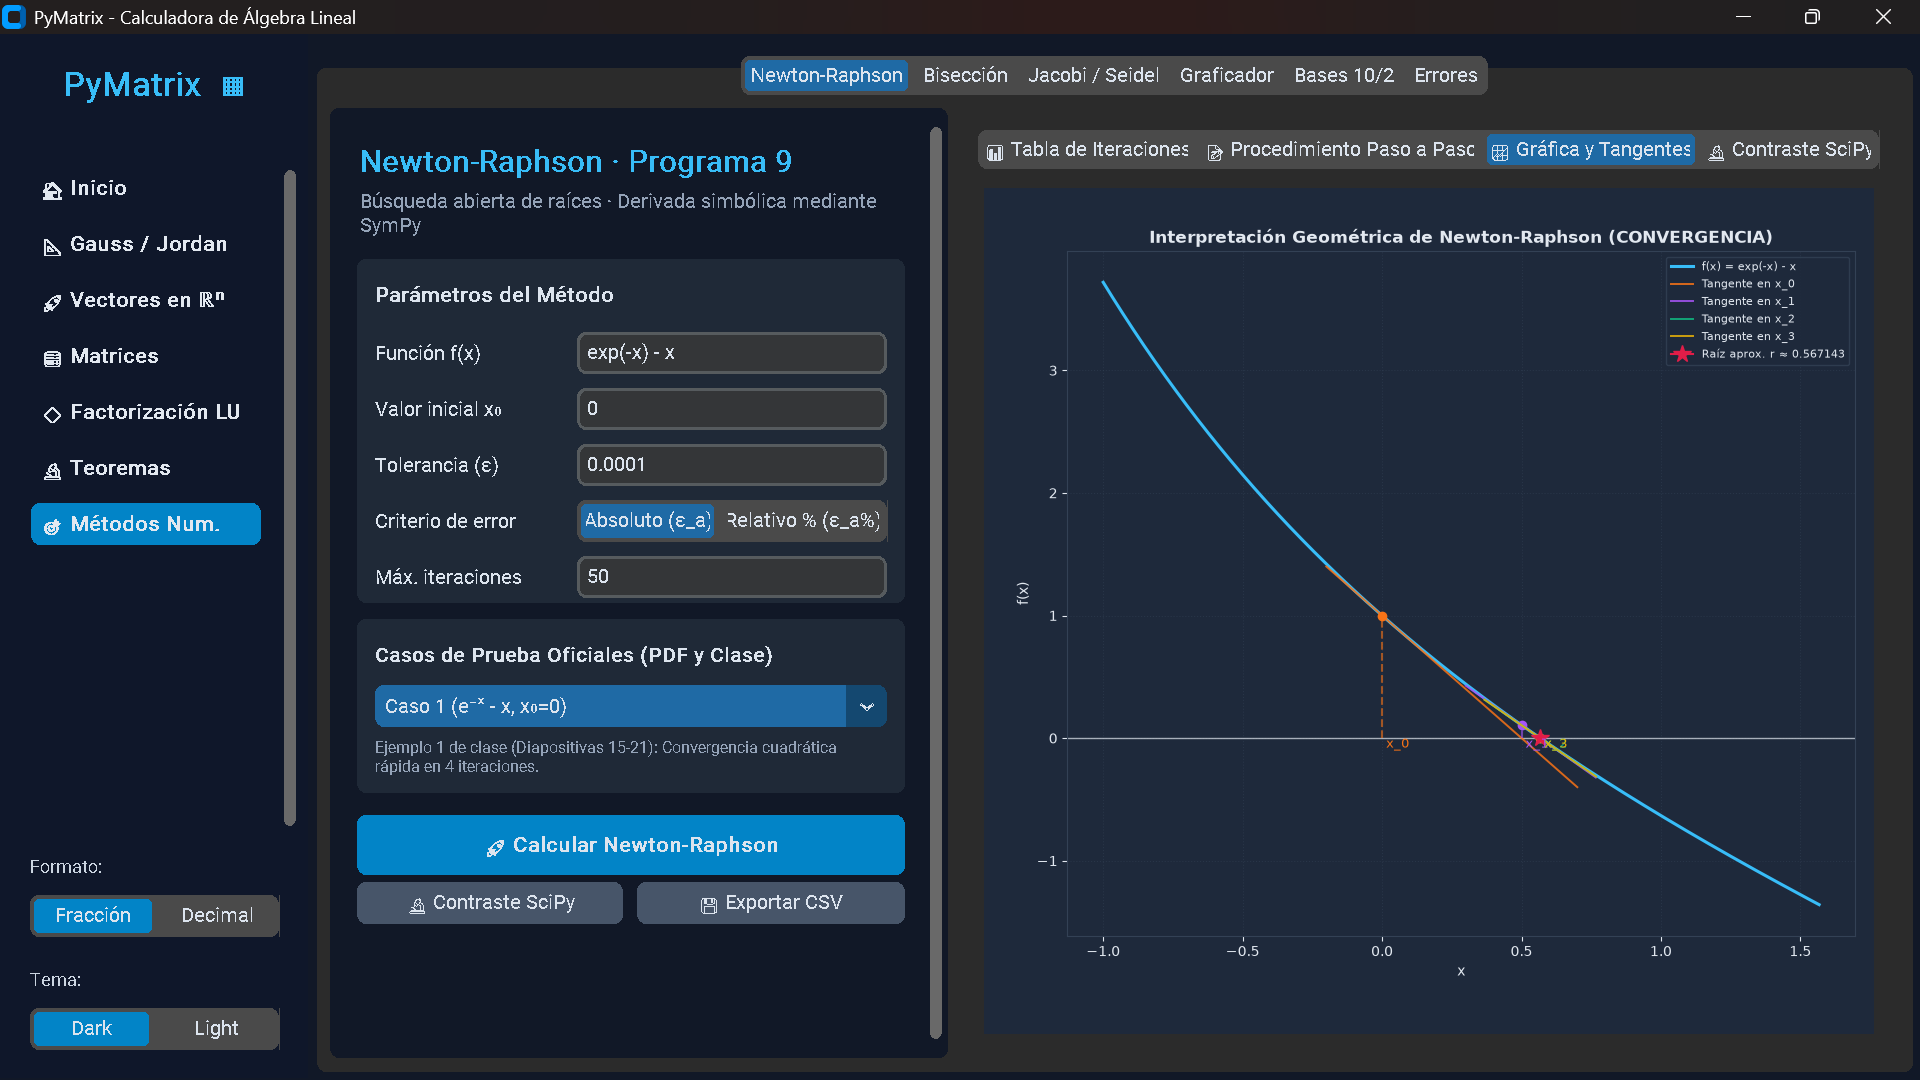 PyMatrix - Calculadora de Álgebra Lineal
PyMatrix
Inicio
Gauss / Jordan
Vectores en ℝⁿ
Matrices
Factorización LU
Teoremas
Métodos Num.
Formato:
Fracción Decimal
Tema:
Dark Light
Newton-Raphson Bisección Jacobi / Seidel Graficador Bases 10/2 Errores
Newton-Raphson · Programa 9
Búsqueda abierta de raíces · Derivada simbólica mediante
SymPy
Parámetros del Método
Función f(x) exp(-x) - x
Valor inicial x₀ 0
Tolerancia (ε) 0.0001
Criterio de error Absoluto (ε_a) Relativo % (ε_a%)
Máx. iteraciones 50
Casos de Prueba Oficiales (PDF y Clase)
Caso 1 (e⁻ˣ - x, x₀=0)
Ejemplo 1 de clase (Diapositivas 15-21): Convergencia cuadrática
rápida en 4 iteraciones.
Calcular Newton-Raphson
Contraste SciPy Exportar CSV
Tabla de Iteraciones Procedimiento Paso a Paso Gráfica y Tangentes Contraste SciPy
Interpretación Geométrica de Newton-Raphson (CONVERGENCIA)
f(x) = exp(-x) - x
Tangente en x_0
Tangente en x_1
Tangente en x_2
Tangente en x_3
Raíz aprox. r ≈ 0.567143
3
2
1
0
−1
f(x)
x_0
x_3
−1.0 −0.5 0.0 0.5 1.0 1.5
x